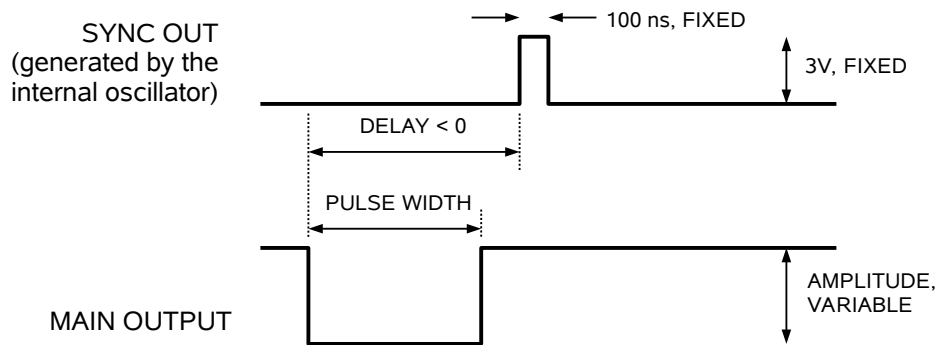 100 ns, FIXED
SYNC OUT
(generated by the
internal oscillator)
3V, FIXED
DELAY < 0
PULSE WIDTH
AMPLITUDE,
VARIABLE
MAIN OUTPUT